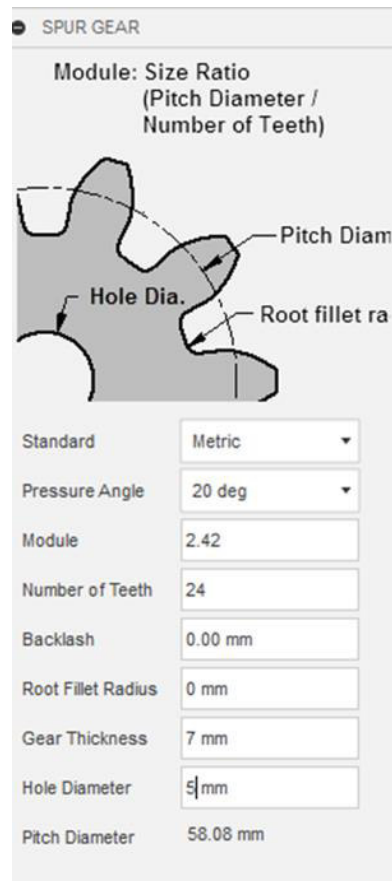 SPUR GEAR
Module: Size Ratio
(Pitch Diameter /
Number of Teeth)
Pitch Diam
Hole Dia.
Root fillet ra
Standard Metric
Pressure Angle 20 deg
Module 2.42
Number of Teeth 24
Backlash 0.00 mm
Root Fillet Radius 0 mm
Gear Thickness 7 mm
Hole Diameter 5 mm
Pitch Diameter 58.08 mm